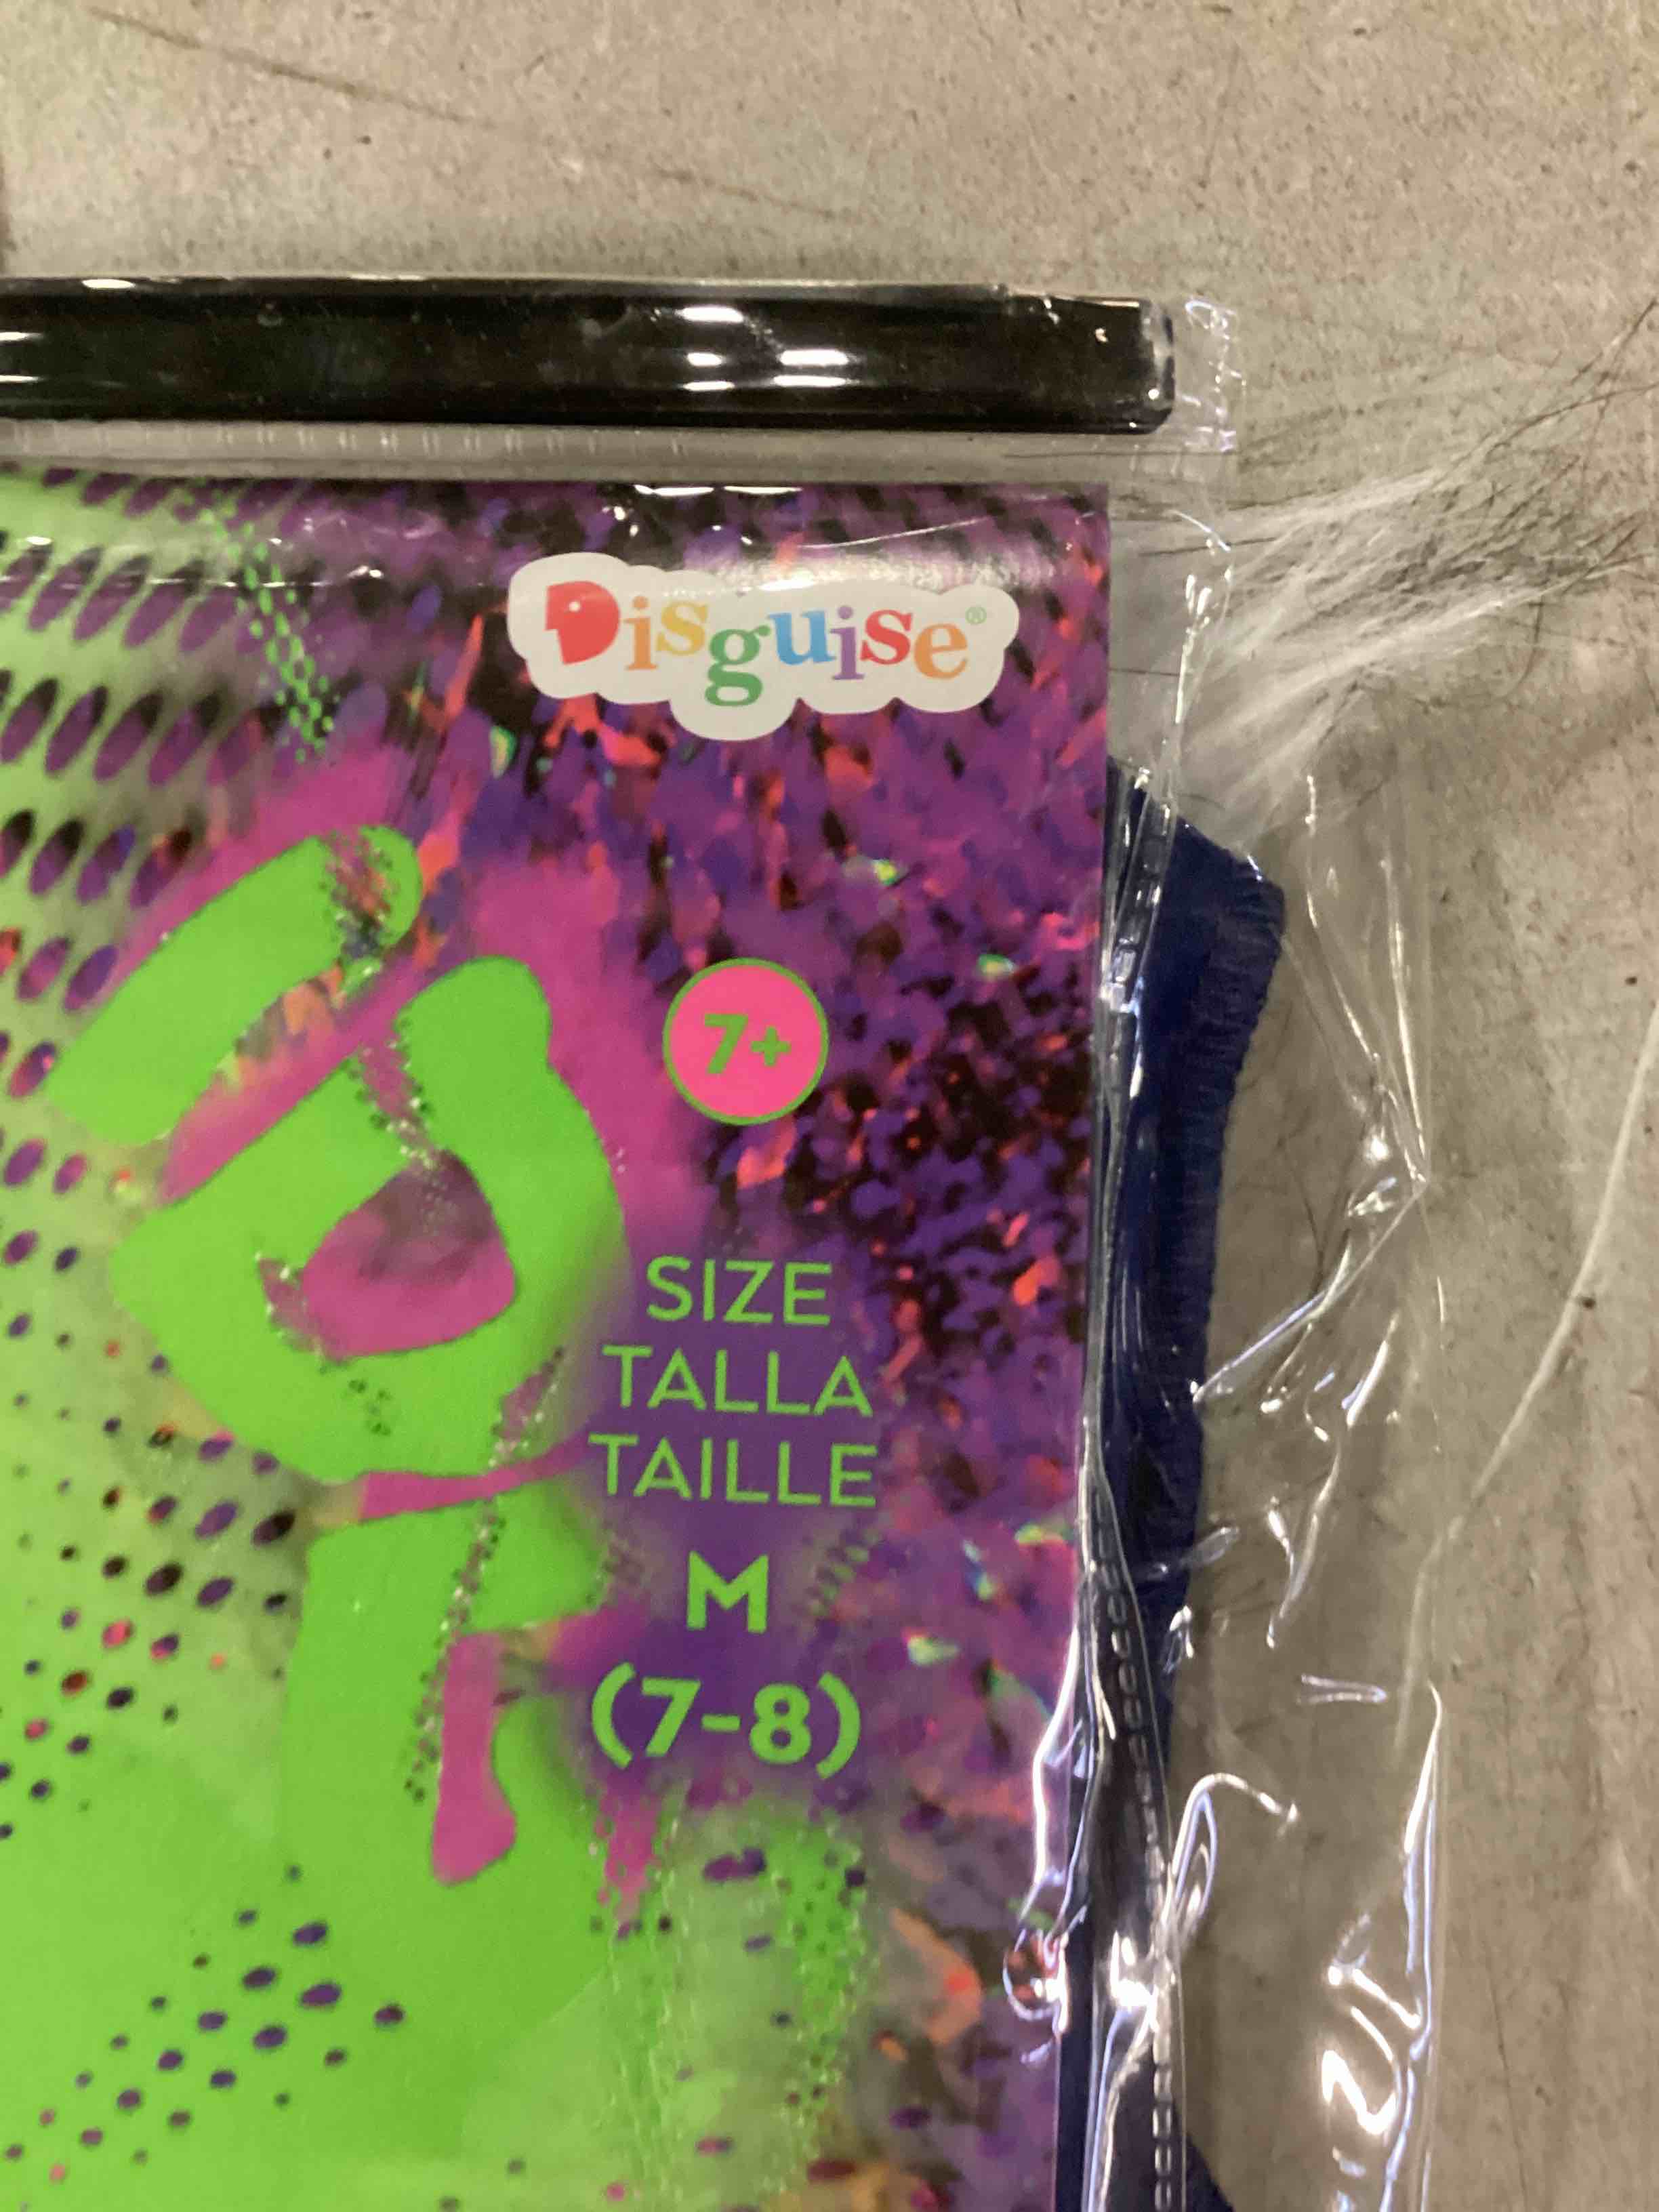 Disguise®
7+
SIZE
TALLA
TAILLE
M
(7-8)